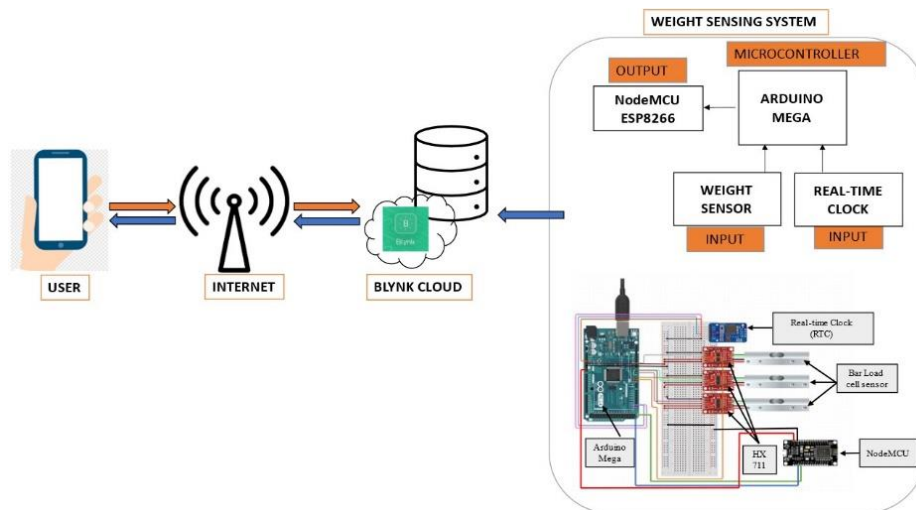 WEIGHT SENSING SYSTEM
MICROCONTROLLER
OUTPUT
NodeMCU
ESP8266
ARDUINO
MEGA
WEIGHT
SENSOR
REAL-TIME
CLOCK
INPUT
INPUT
B
Blynk
USER
INTERNET
BLYNK CLOUD
Real-time Clock
(RTC)
Bar Load
cell sensor
Arduino
Mega
HX
711
NodeMCU